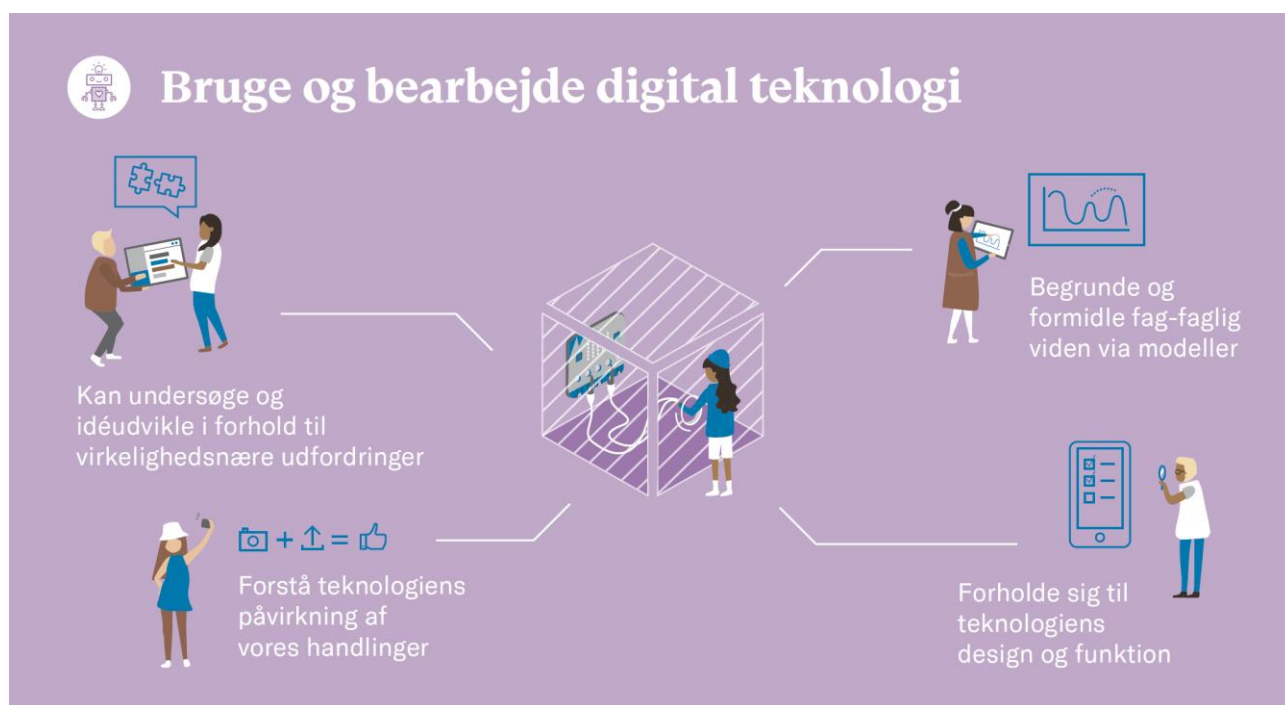 Bruge og bearbejde digital teknologi
Kan undersøge og
idéudvikle i forhold til
virkelighedsnære udfordringer
Begrunde og
formidle fag-faglig
viden via modeller
Forstå teknologiens
påvirkning af
vores handlinger
Forholde sig til
teknologiens
design og funktion